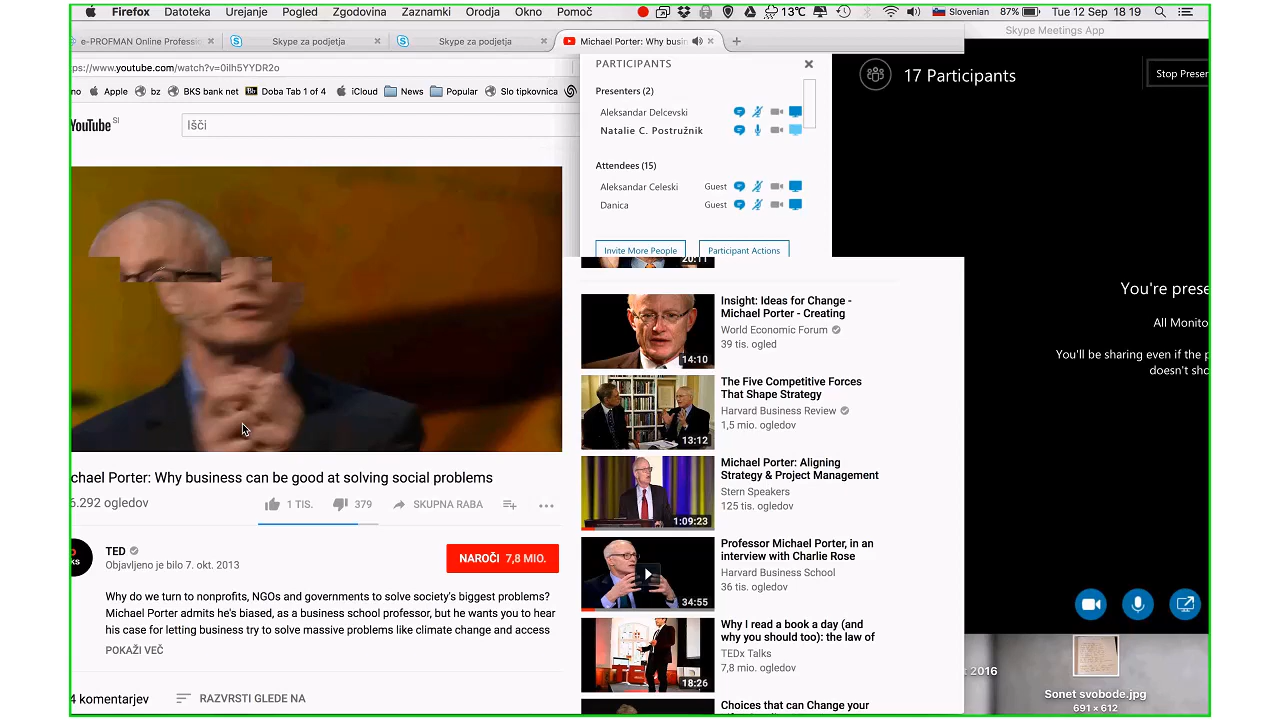 Firefox Datoteka Urejanje Pogled Zgodovina Zaznamki Orodja Okno Pomoč 13°C Slovenian 87% Tue 12 Sep 18 19
e-PROFMAN Online Professi
Skype za podjetja
Skype za podjetja
Michael Porter: Why busin
Skype Meetings App
ps://www.youtube.com/watch?v=0iIh5YYDR2o
no Apple bz BKS bank net Bb Doba Tab 1 of 4 iCloud News Popular Slo tipkovnica
YouTube SI
Išči
PARTICIPANTS
Presenters (2)
Aleksandar Delcevski
Natalie C. Postružnik
Attendees (15)
Aleksandar Celeski Guest
Danica Guest
Invite More People
Participant Actions
17 Participants
Stop Presen
You're prese
All Monito
You'll be sharing even if the p
doesn't sho
20:11
Insight: Ideas for Change -
Michael Porter - Creating
World Economic Forum
39 tis. ogled
14:10
The Five Competitive Forces
That Shape Strategy
Harvard Business Review
1,5 mio. ogledov
13:12
Michael Porter: Aligning
Strategy & Project Management
Stern Speakers
125 tis. ogledov
1:09:23
Professor Michael Porter, in an
interview with Charlie Rose
Harvard Business School
36 tis. ogledov
34:55
Why I read a book a day (and
why you should too): the law of
TEDx Talks
7,8 mio. ogledov
18:26
Choices that can Change your
chael Porter: Why business can be good at solving social problems
6.292 ogledov
1 TIS. 379 SKUPNA RABA
TED
Objavljeno je bilo 7. okt. 2013
NAROČI 7,8 MIO.
Why do we turn to nonprofits, NGOs and governments to solve society's biggest problems?
Michael Porter admits he's biased, as a business school professor, but he wants you to hear
his case for letting business try to solve massive problems like climate change and access
POKAŽI VEČ
4 komentarjev
RAZVRSTI GLEDE NA
t 2016
Sonet svobode.jpg
691 × 612